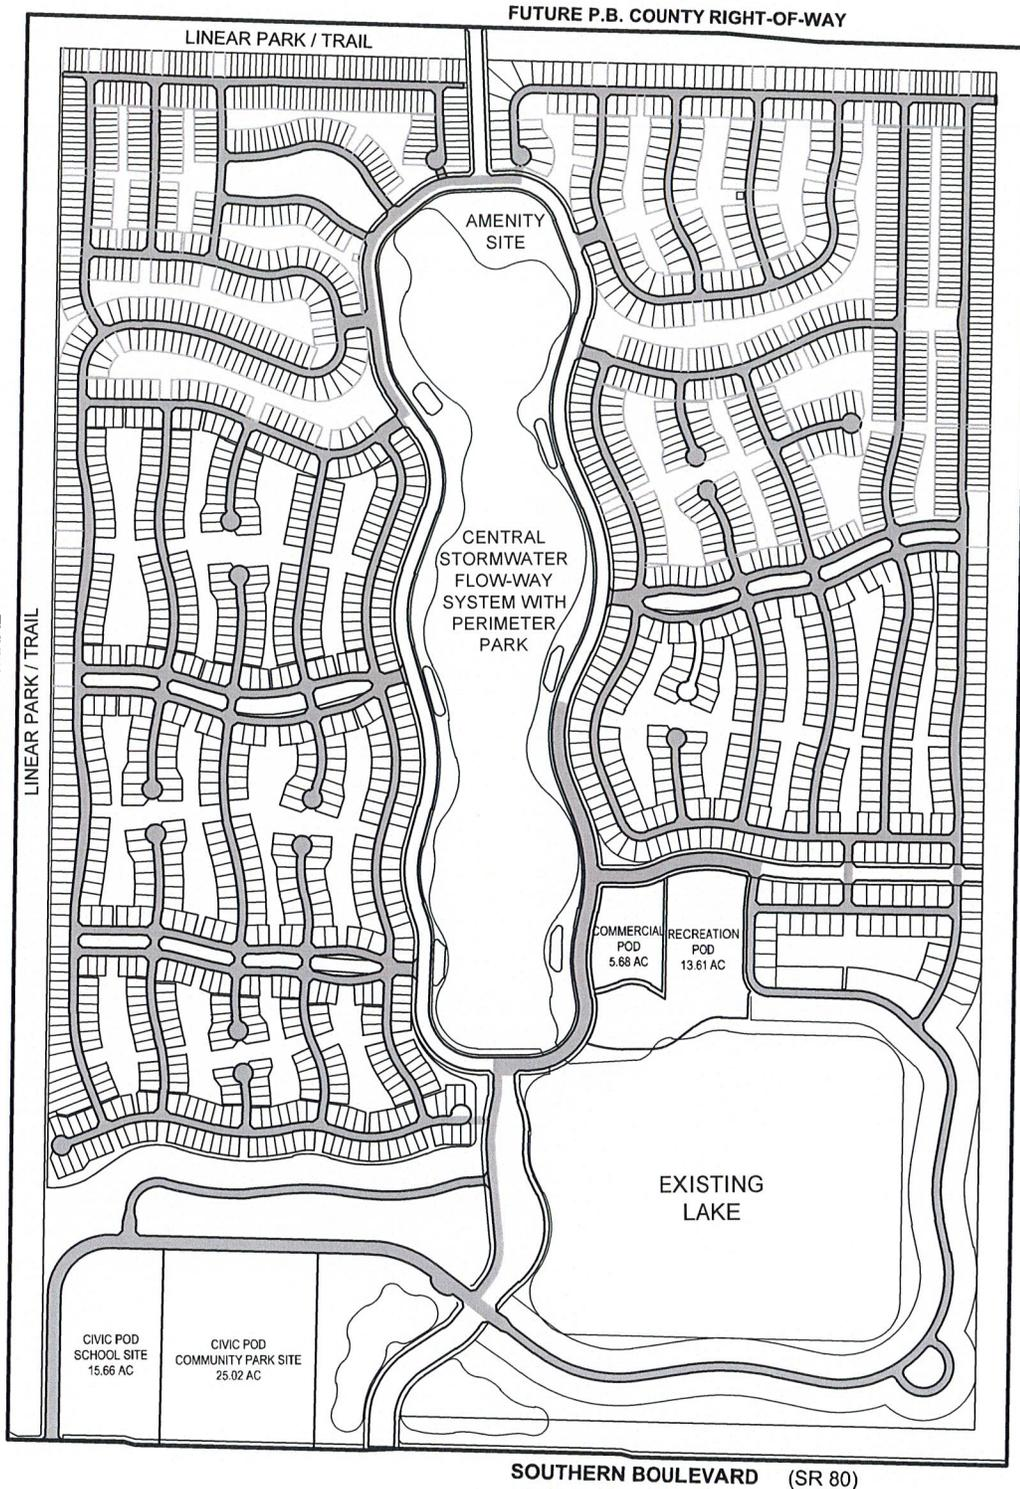 FUTURE P.B. COUNTY RIGHT-OF-WAY
LINEAR PARK / TRAIL
AMENITY
SITE
CENTRAL
STORMWATER
FLOW-WAY
SYSTEM WITH
PERIMETER
PARK
LINEAR PARK / TRAIL
COMMERCIAL
POD
5.68 AC
RECREATION
POD
13.61 AC
EXISTING
LAKE
CIVIC POD
SCHOOL SITE
15.66 AC
CIVIC POD
COMMUNITY PARK SITE
25.02 AC
SOUTHERN BOULEVARD (SR 80)